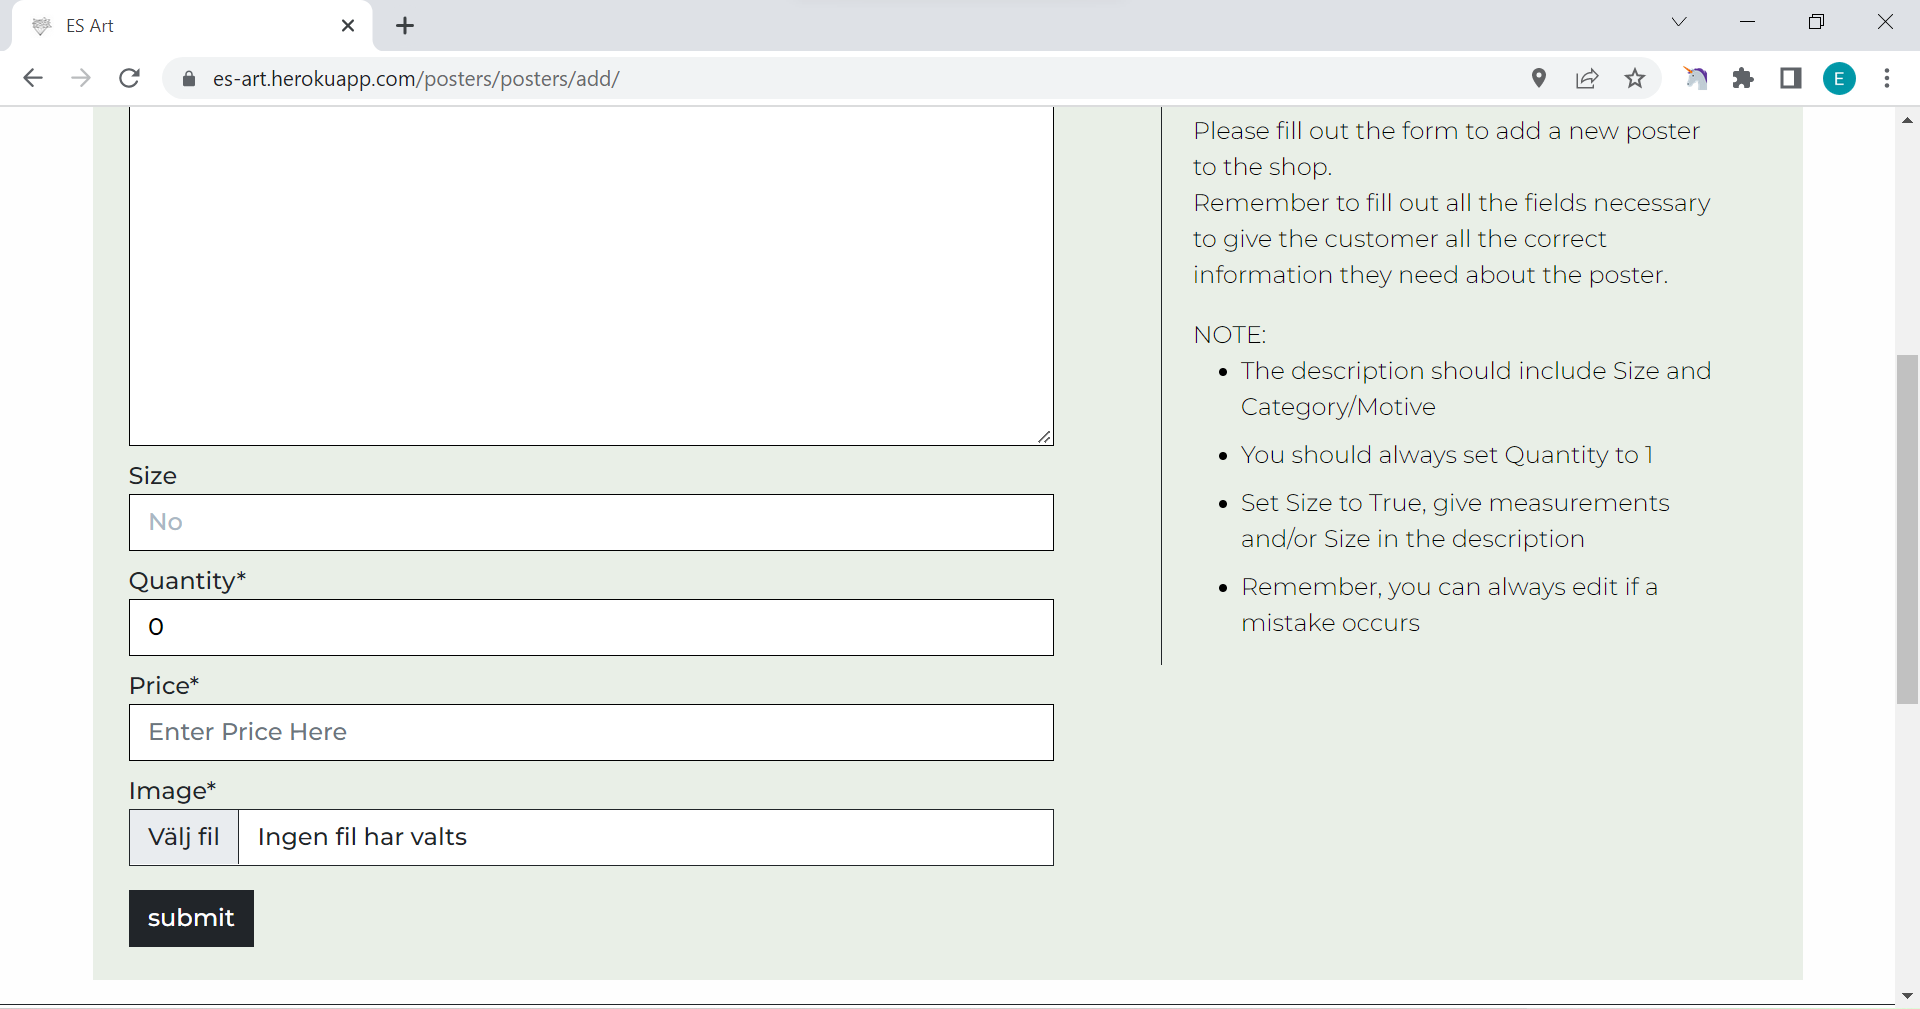 ES Art
es-art.herokuapp.com/posters/posters/add/
E
Size
No
Quantity*
0
Price*
Enter Price Here
Image*
Välj fil Ingen fil har valts
submit
Please fill out the form to add a new poster
to the shop.
Remember to fill out all the fields necessary
to give the customer all the correct
information they need about the poster.
NOTE:
The description should include Size and
Category/Motive
You should always set Quantity to 1
Set Size to True, give measurements
and/or Size in the description
Remember, you can always edit if a
mistake occurs